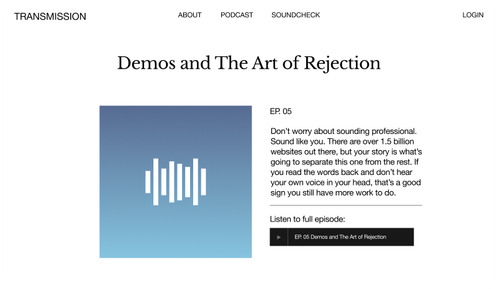 TRANSMISSION
ABOUT PODCAST SOUNDCHECK
LOGIN
Demos and The Art of Rejection
EP. 05
Don't worry about sounding professional.
Sound like you. There are over 1.5 billion
websites out there, but your story is what's
going to separate this one from the rest. If
you read the words back and don't hear
your own voice in your head, that's a good
sign you still have more work to do.
Listen to full episode:
EP. 05 Demos and The Art of Rejection